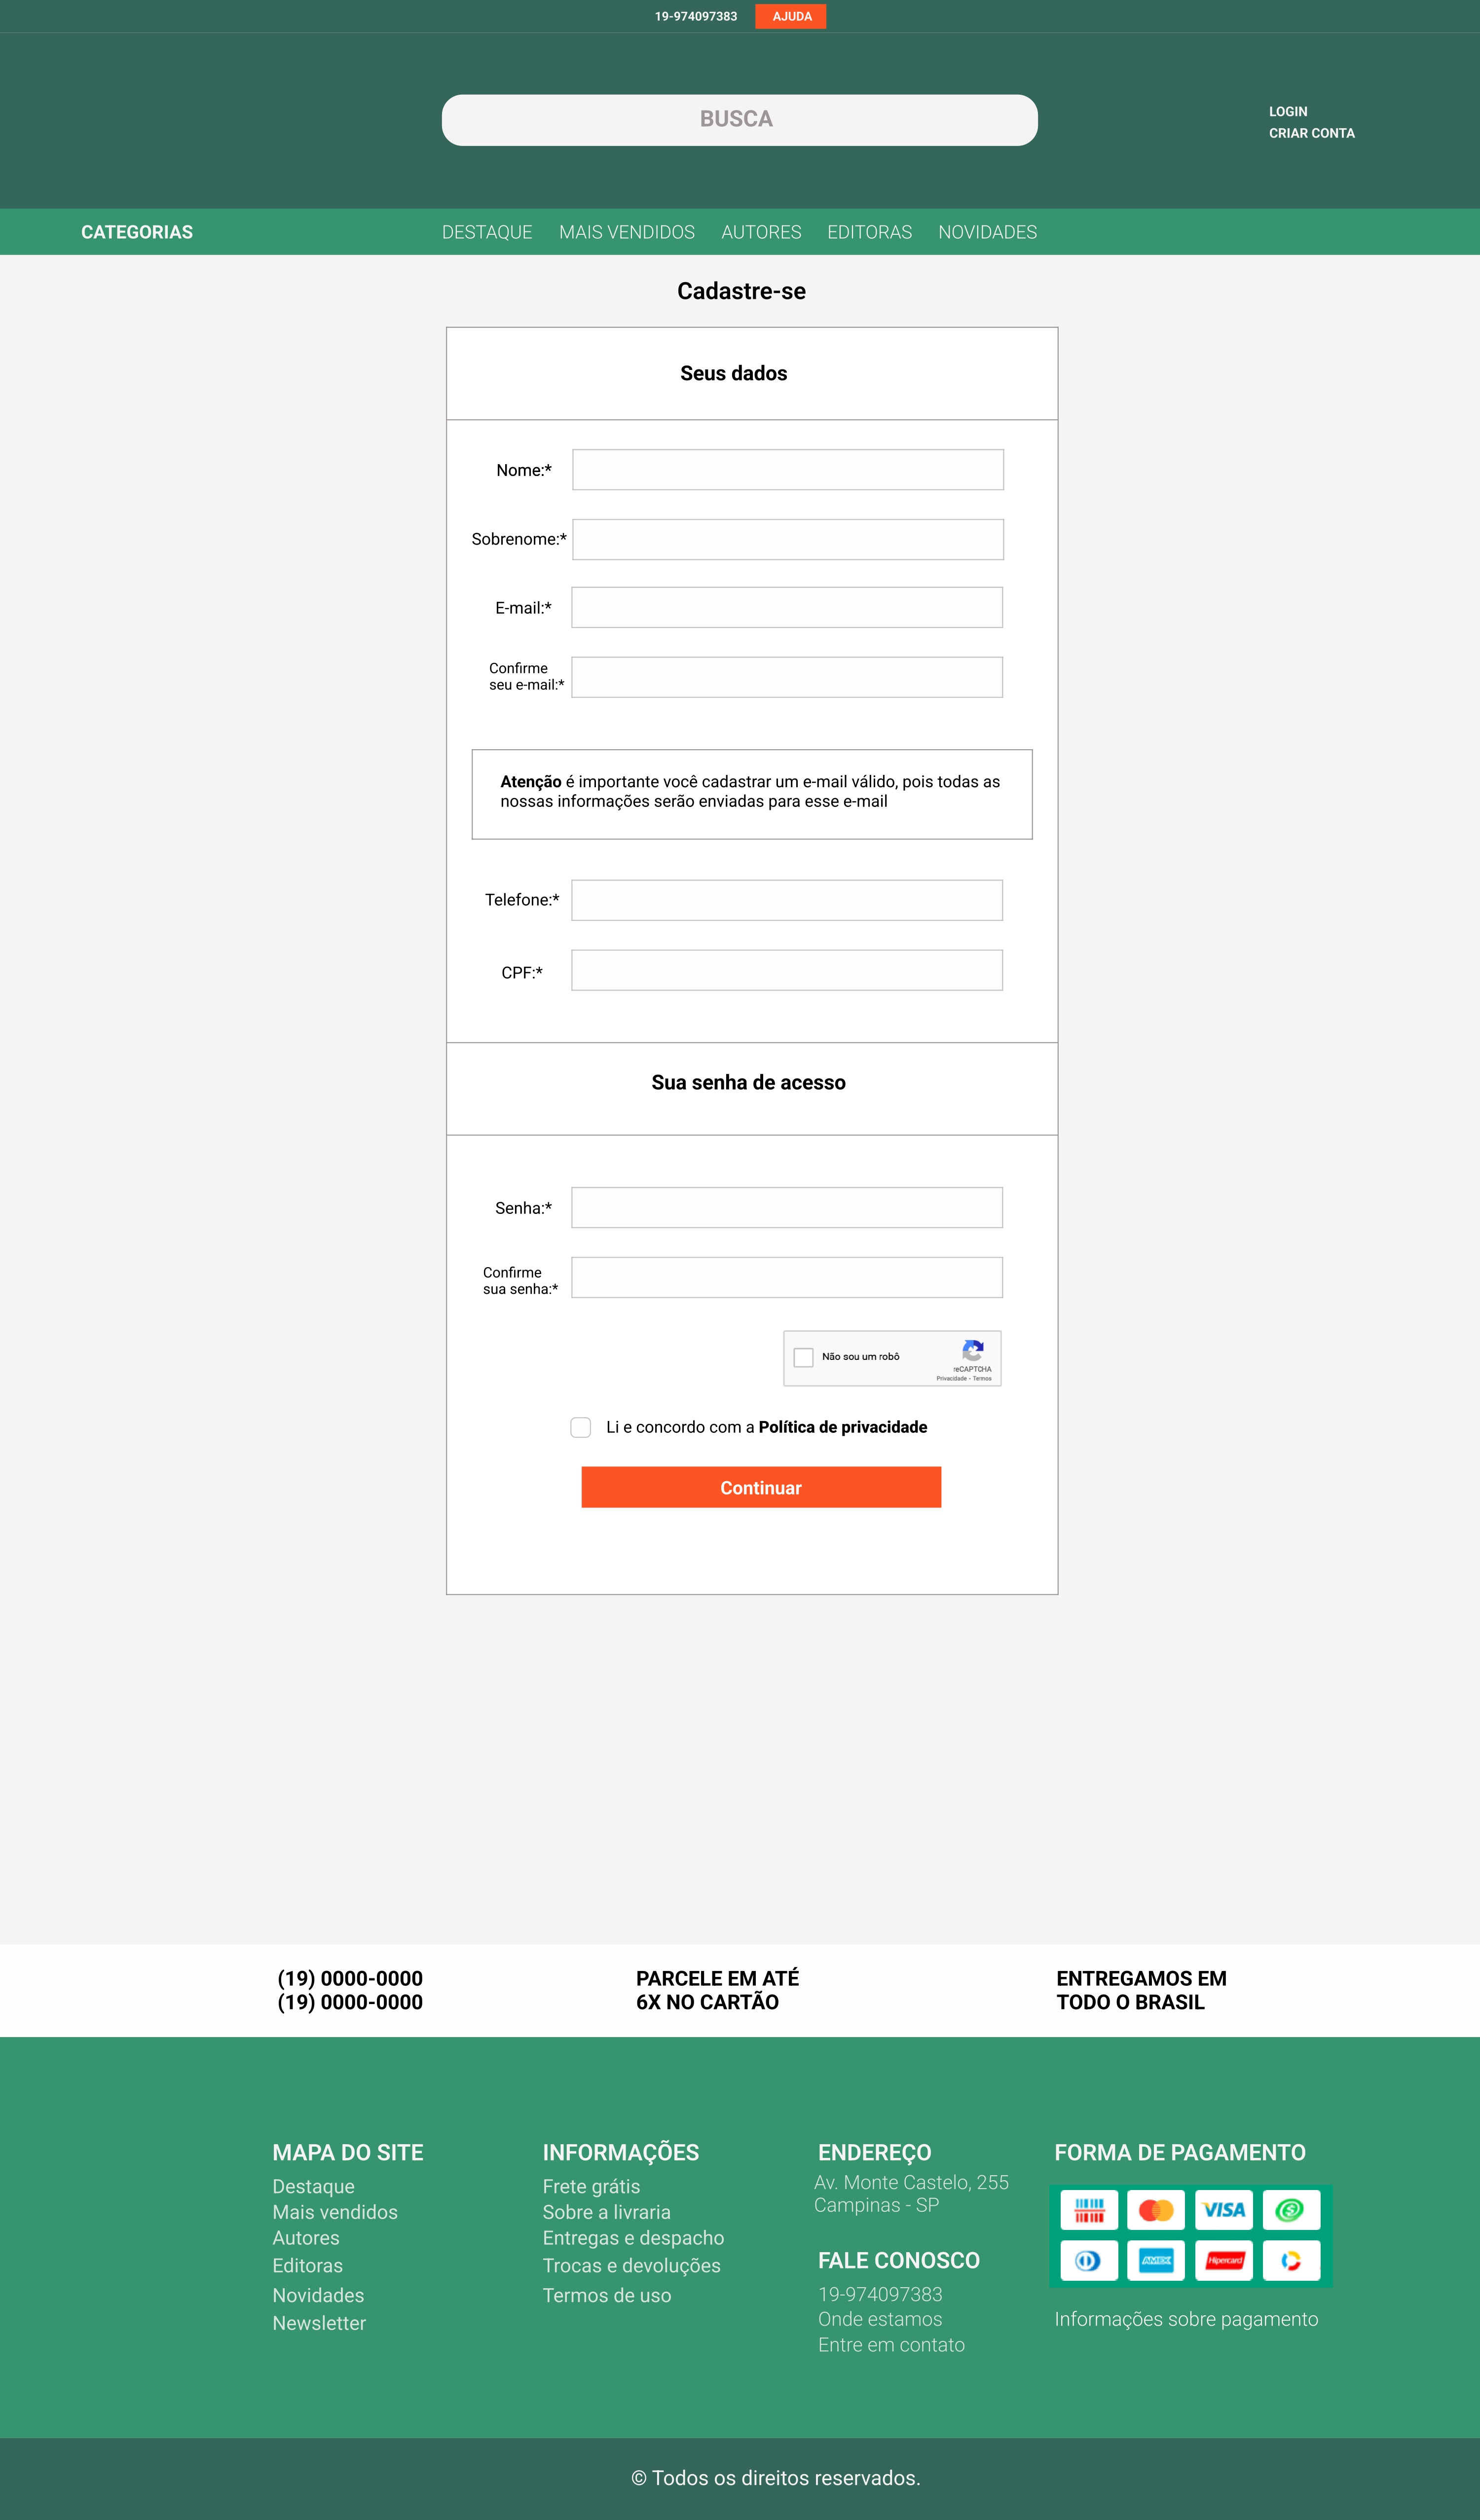 19-974097383 AJUDA
BUSCA
LOGIN
CRIAR CONTA
CATEGORIAS DESTAQUE MAIS VENDIDOS AUTORES EDITORAS NOVIDADES
Cadastre-se
Seus dados
Nome:*
Sobrenome:*
E-mail:*
Confirme
seu e-mail:*
Atenção é importante você cadastrar um e-mail válido, pois todas as
nossas informações serão enviadas para esse e-mail
Telefone:*
CPF:*
Sua senha de acesso
Senha:*
Confirme
sua senha:*
Não sou um robô
reCAPTCHA
Privacidade - Termos
Li e concordo com a Política de privacidade
Continuar
(19) 0000-0000
(19) 0000-0000
PARCELE EM ATÉ
6X NO CARTÃO
ENTREGAMOS EM
TODO O BRASIL
MAPA DO SITE
Destaque
Mais vendidos
Autores
Editoras
Novidades
Newsletter
INFORMAÇÕES
Frete grátis
Sobre a livraria
Entregas e despacho
Trocas e devoluções
Termos de uso
ENDEREÇO
Av. Monte Castelo, 255
Campinas - SP
FALE CONOSCO
19-974097383
Onde estamos
Entre em contato
FORMA DE PAGAMENTO
VISA
AMEX Hipercard
Informações sobre pagamento
© Todos os direitos reservados.